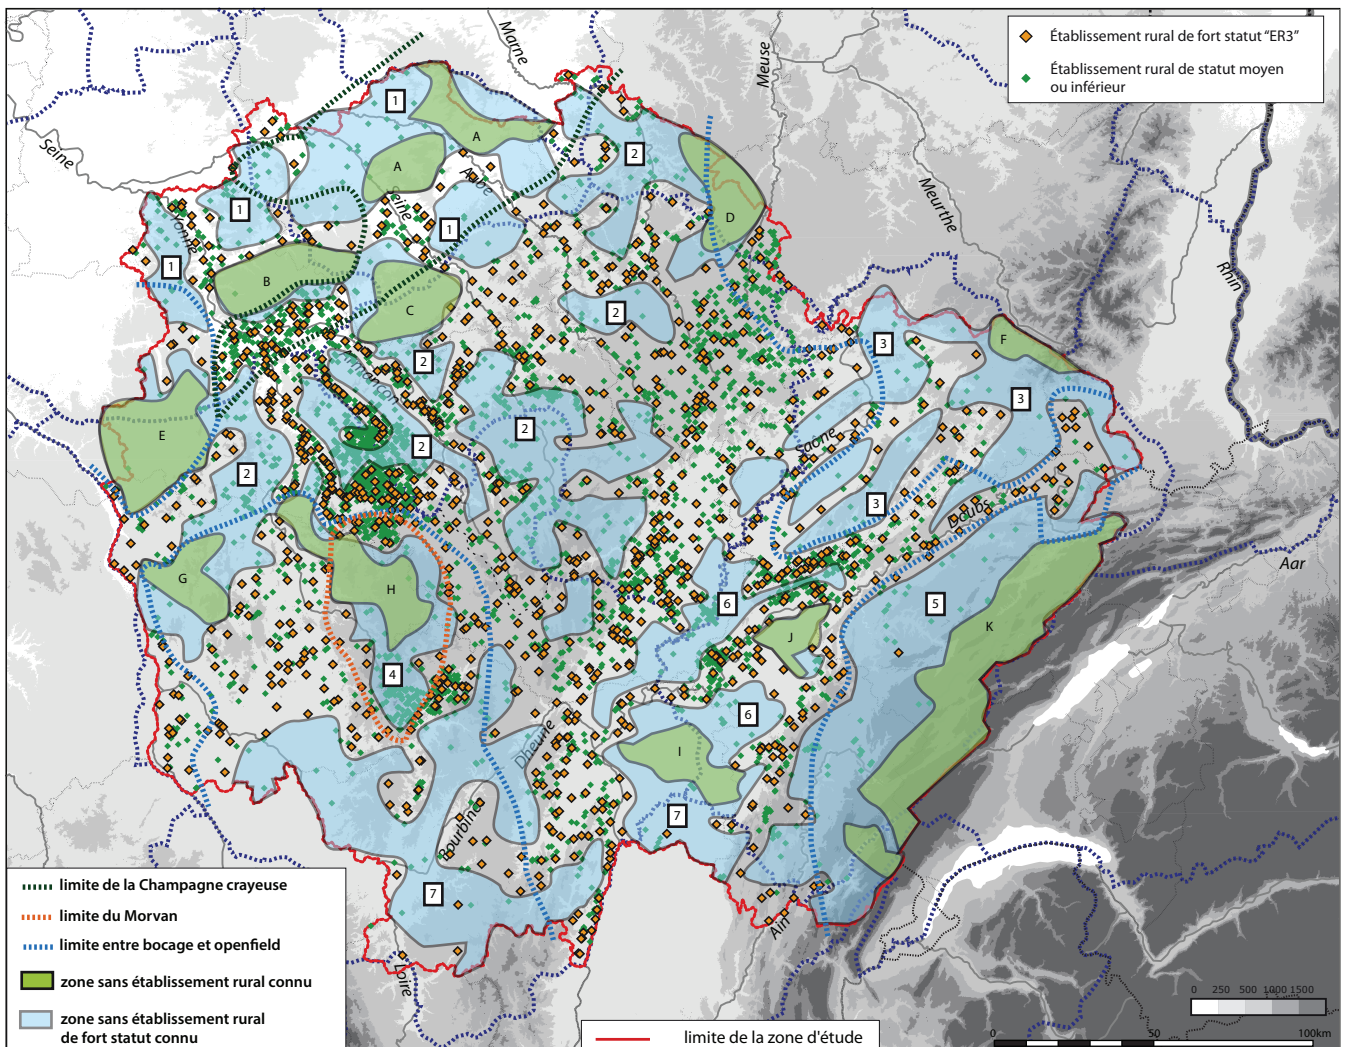 Établissement rural de fort statut "ER3"
Établissement rural de statut moyen
ou inférieur
Marne
Meuse
Seine
Meurthe
Rhin
1
A
2
A
Aube
Seine
D
1
Yonne
1
1
B
C
2
3
F
2
Armançon
3
E
2
2
Saône
2
3
Doubs
Aar
G
H
6
5
J
K
4
6
Dheune
I
7
Bourbince
7
Ain
Loire
limite de la Champagne crayeuse
limite du Morvan
limite entre bocage et openfield
zone sans établissement rural connu
zone sans établissement rural
de fort statut connu
limite de la zone d'étude
0 250 500 1000 1500
0 50 100km